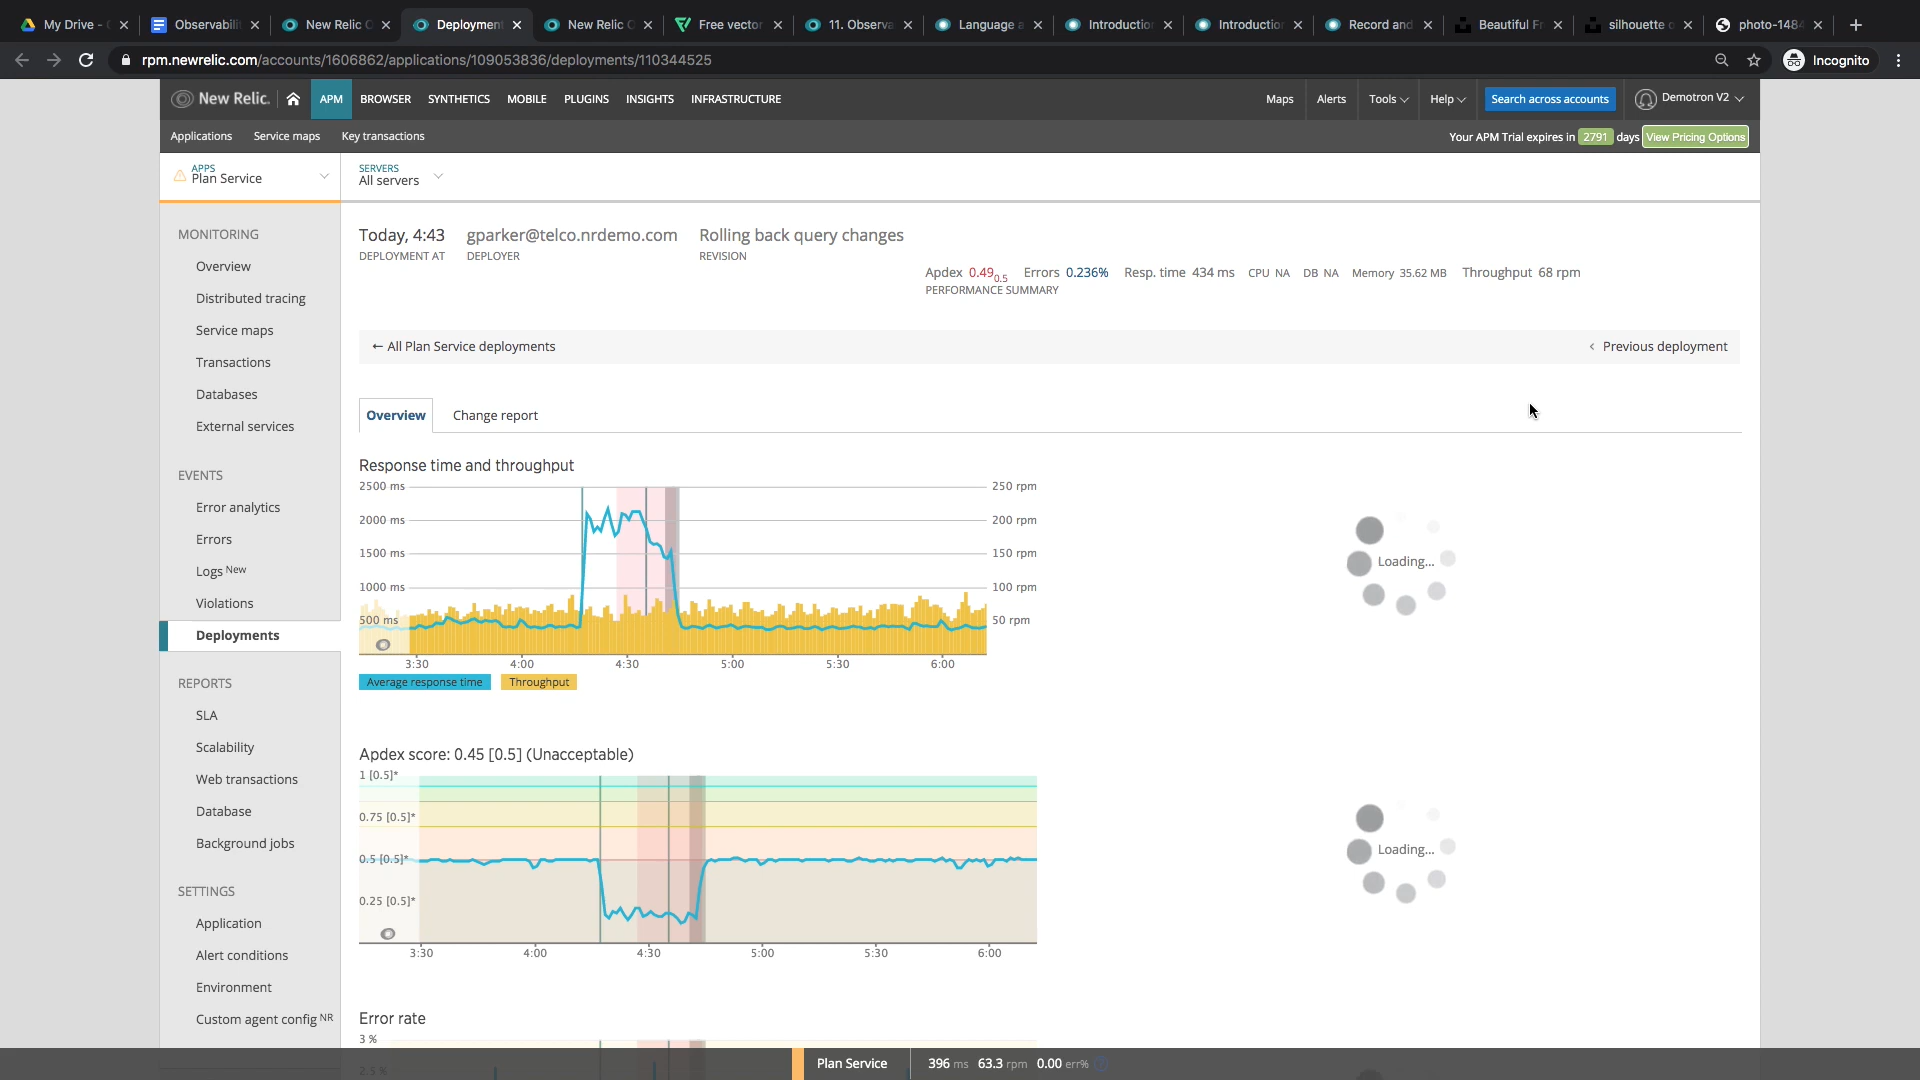 My Drive -
Observabili
New Relic O
Deploymen
New Relic O
Free vector
11. Observa
Language a
Introduction
Introduction
Record and
Beautiful Fr
silhouette o
photo-1484
rpm.newrelic.com/accounts/1606862/applications/109053836/deployments/110344525
Incognito
New Relic.
APM
BROWSER
SYNTHETICS
MOBILE
PLUGINS
INSIGHTS
INFRASTRUCTURE
Maps
Alerts
Tools
Help
Search across accounts
Demotron V2
Applications
Service maps
Key transactions
Your APM Trial expires in 2791 days
View Pricing Options
APPS
Plan Service
SERVERS
All servers
MONITORING
Overview
Distributed tracing
Service maps
Transactions
Databases
External services
EVENTS
Error analytics
Errors
Logs New
Violations
Deployments
REPORTS
SLA
Scalability
Web transactions
Database
Background jobs
SETTINGS
Application
Alert conditions
Environment
Custom agent config NR
Today, 4:43
DEPLOYMENT AT
gparker@telco.nrdemo.com
DEPLOYER
Rolling back query changes
REVISION
Apdex 0.49 0.5 Errors 0.236% Resp. time 434 ms CPU NA DB NA Memory 35.62 MB Throughput 68 rpm
PERFORMANCE SUMMARY
← All Plan Service deployments
‹ Previous deployment
Overview
Change report
Response time and throughput
2500 ms
2000 ms
1500 ms
1000 ms
500 ms
250 rpm
200 rpm
150 rpm
100 rpm
50 rpm
3:30 4:00 4:30 5:00 5:30 6:00
Average response time
Throughput
Loading...
Apdex score: 0.45 [0.5] (Unacceptable)
1 [0.5]*
0.75 [0.5]*
0.5 [0.5]*
0.25 [0.5]*
3:30 4:00 4:30 5:00 5:30 6:00
Loading...
Error rate
3 %
2.5 %
Plan Service
396 ms 63.3 rpm 0.00 err%